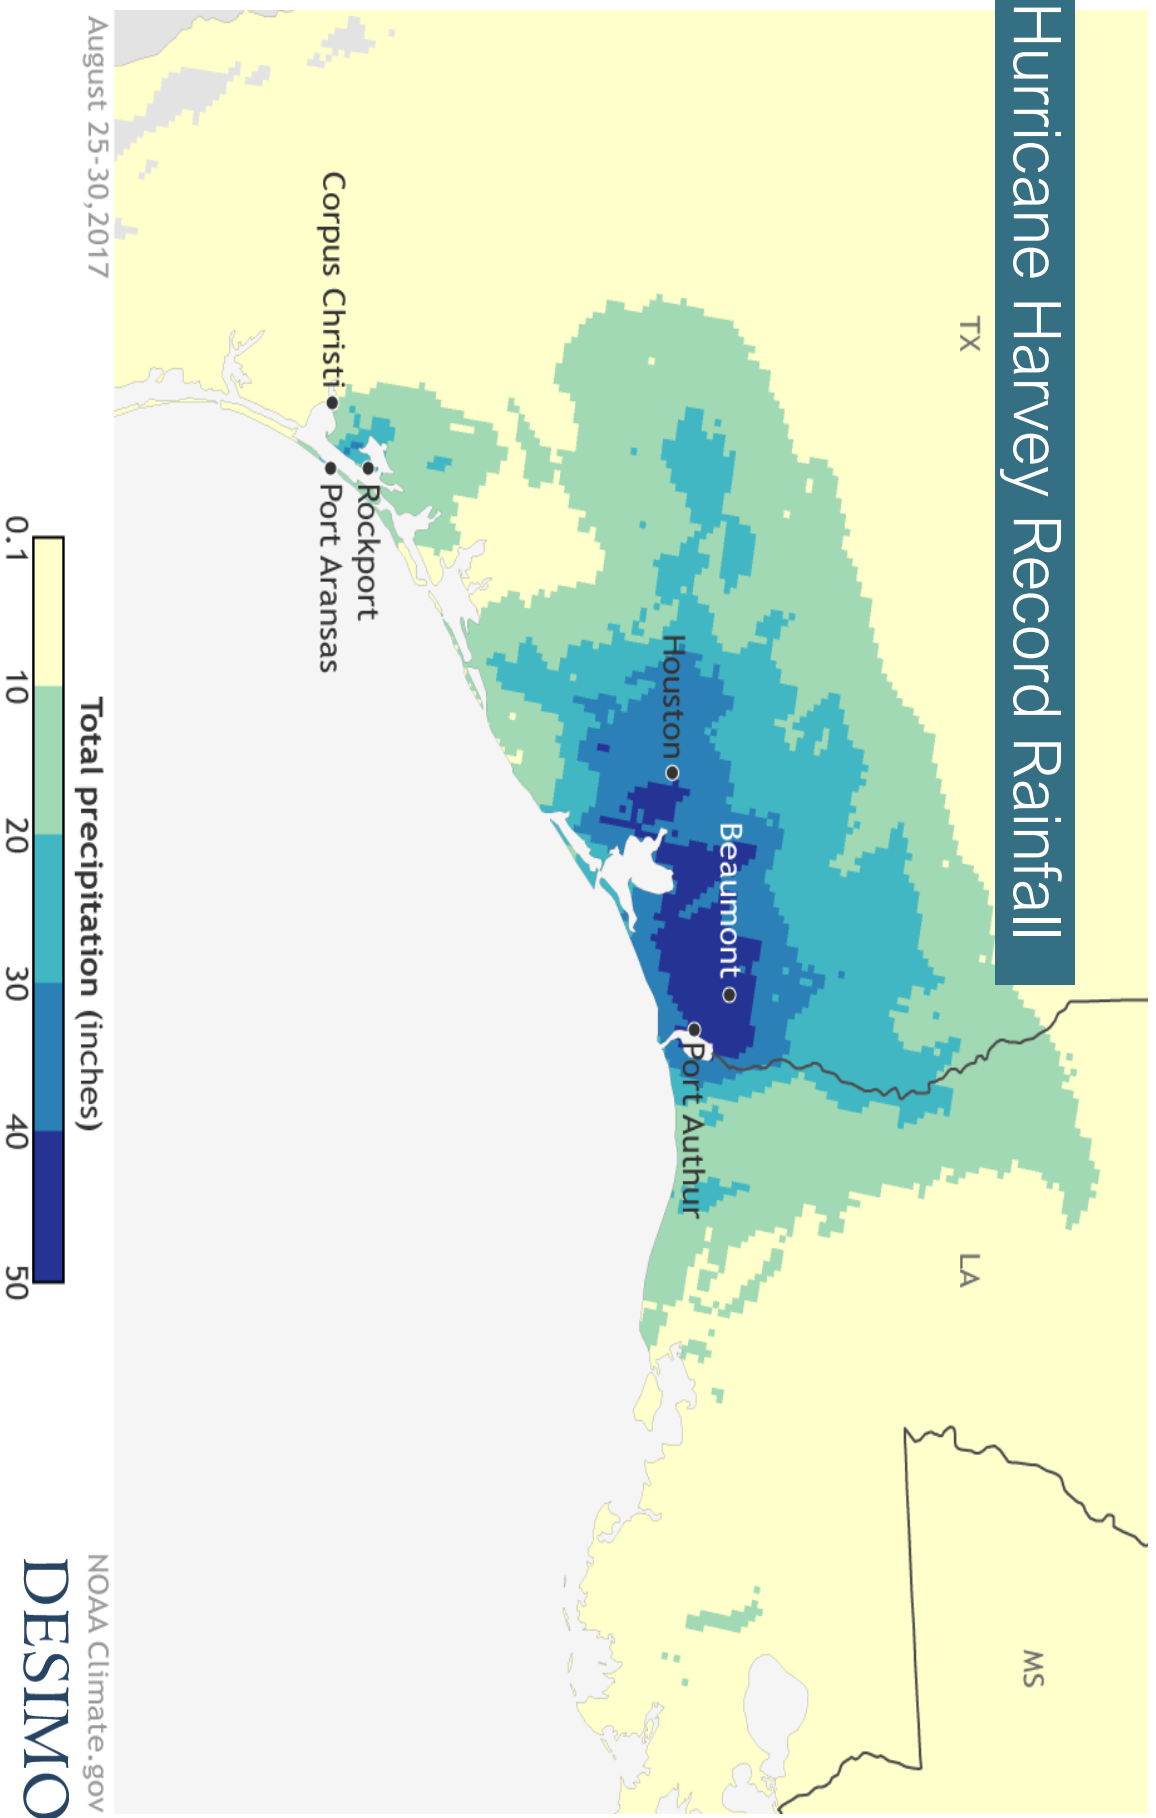 Hurricane Harvey Record Rainfall
TX
LA
MS
Beaumont
Houston
Port Authur
Corpus Christi
Rockport
Port Aransas
August 25-30,2017
NOAA Climate.gov
Total precipitation (inches)
0.1 10 20 30 40 50
DESIMO